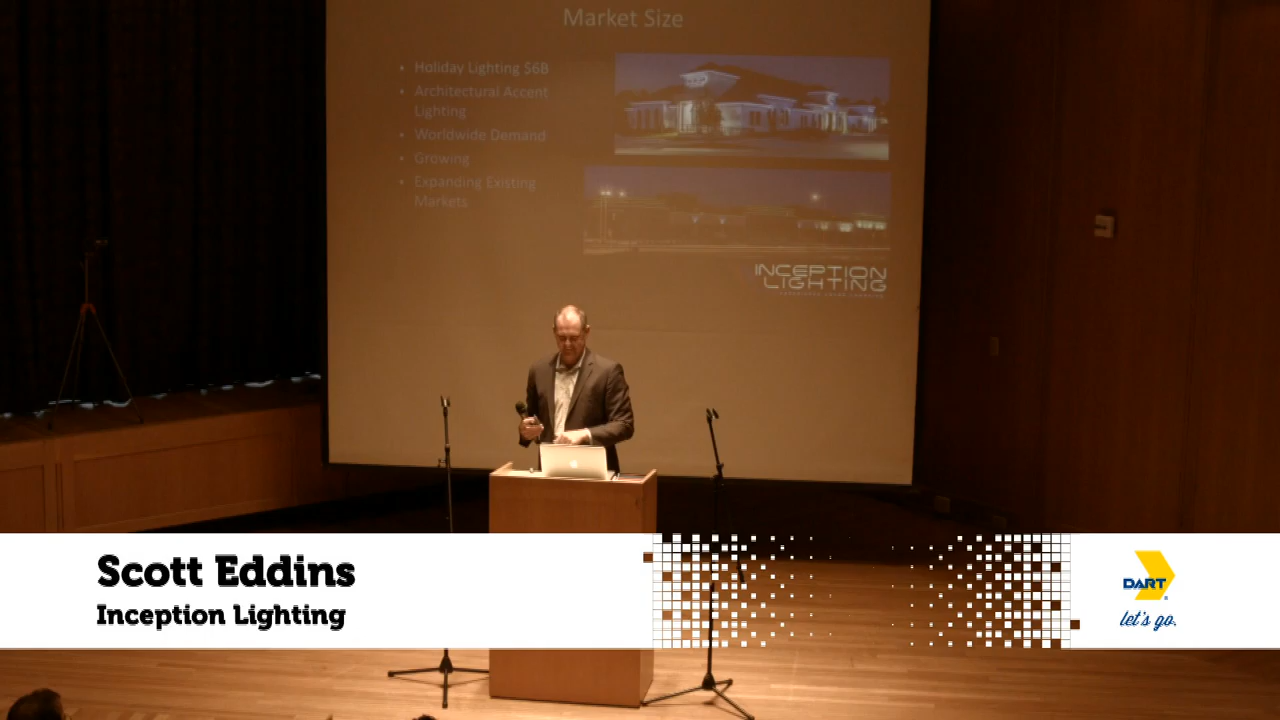 Market Size
• Holiday Lighting $6B
• Architectural Accent
Lighting
• Worldwide Demand
• Growing
• Expanding Existing
Markets
INCEPTION
LIGHTING
Scott Eddins
Inception Lighting
DART
let's go.